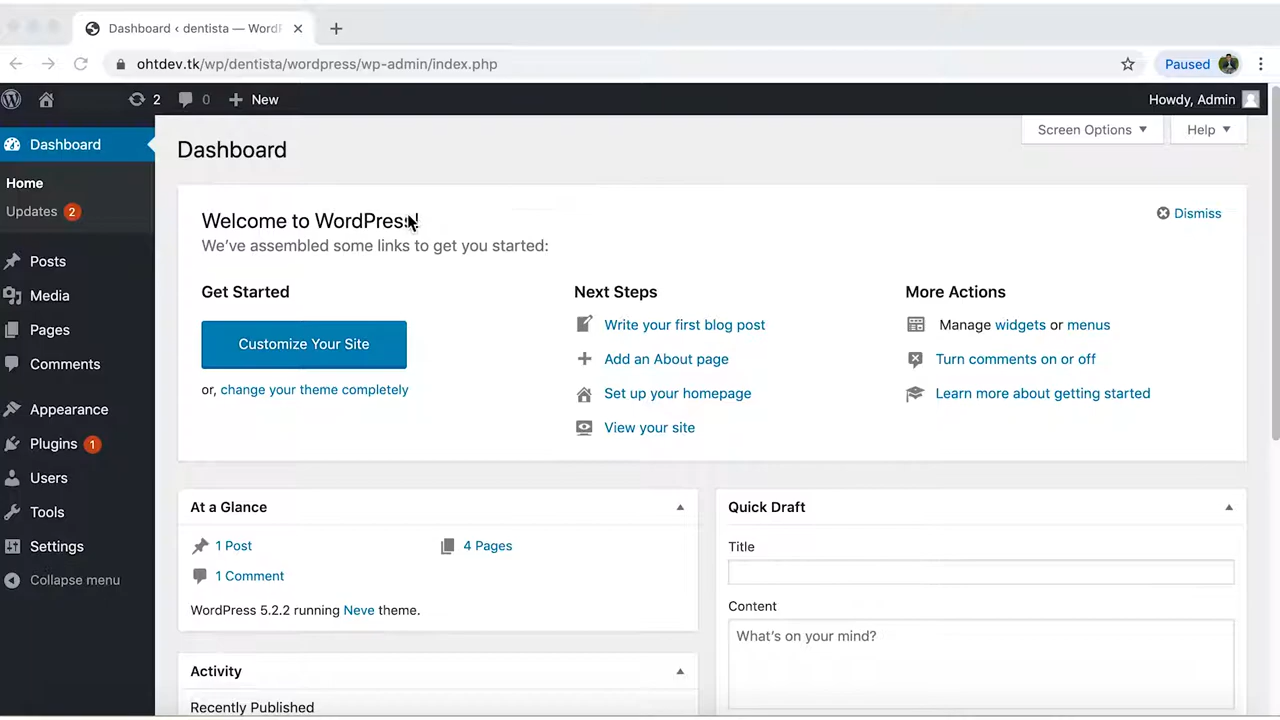 Dashboard ‹ dentista — WordP
ohtdev.tk/wp/dentista/wordpress/wp-admin/index.php
Paused
2
0
New
Howdy, Admin
Dashboard
Home
Updates 2
Posts
Media
Pages
Comments
Appearance
Plugins 1
Users
Tools
Settings
Collapse menu
Dashboard
Screen Options
Help
Welcome to WordPress!
We've assembled some links to get you started:
Dismiss
Get Started
Customize Your Site
or, change your theme completely
Next Steps
Write your first blog post
Add an About page
Set up your homepage
View your site
More Actions
Manage widgets or menus
Turn comments on or off
Learn more about getting started
At a Glance
1 Post
4 Pages
1 Comment
WordPress 5.2.2 running Neve theme.
Activity
Recently Published
Quick Draft
Title
Content
What's on your mind?